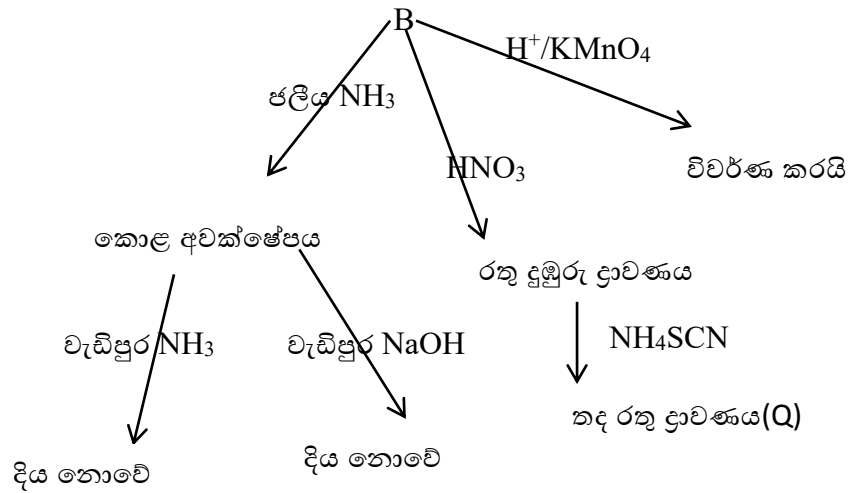 B
H⁺/KMnO₄
ජලීය NH₃
HNO₃
විවර්ණ කරයි
කොළ අවක්ෂේපය
රතු දුඹුරු ද්‍රාවණය
වැඩිපුර NH₃
වැඩිපුර NaOH
NH₄SCN
තද රතු ද්‍රාවණය(Q)
දිය නොවේ
දිය නොවේ